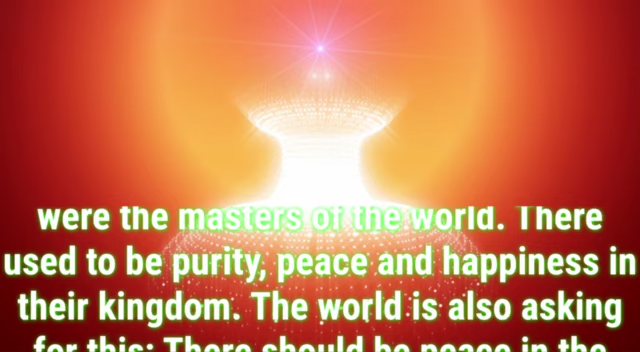 were the masters of the world. There
used to be purity, peace and happiness in
their kingdom. The world is also asking
for this: There should be peace in the